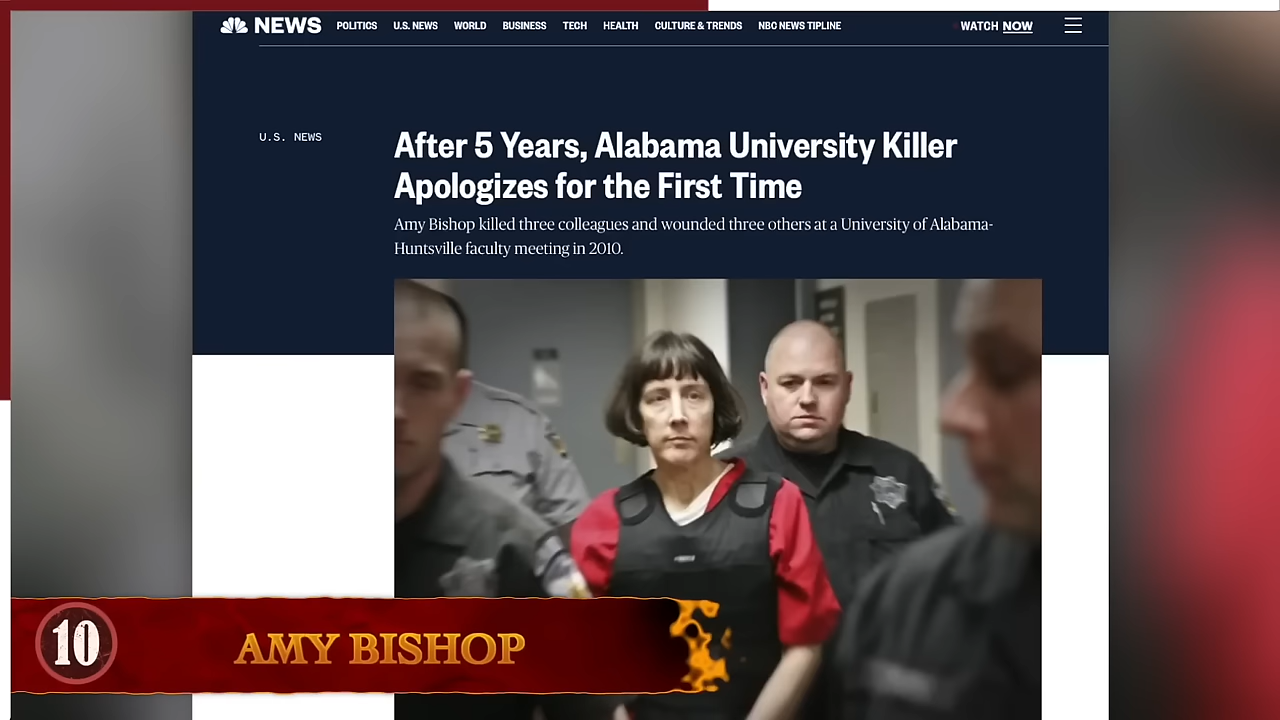 NEWS POLITICS U.S. NEWS WORLD BUSINESS TECH HEALTH CULTURE & TRENDS NBC NEWS TIPLINE WATCH NOW
U.S. NEWS
After 5 Years, Alabama University Killer
Apologizes for the First Time
Amy Bishop killed three colleagues and wounded three others at a University of Alabama-
Huntsville faculty meeting in 2010.
10 AMY BISHOP